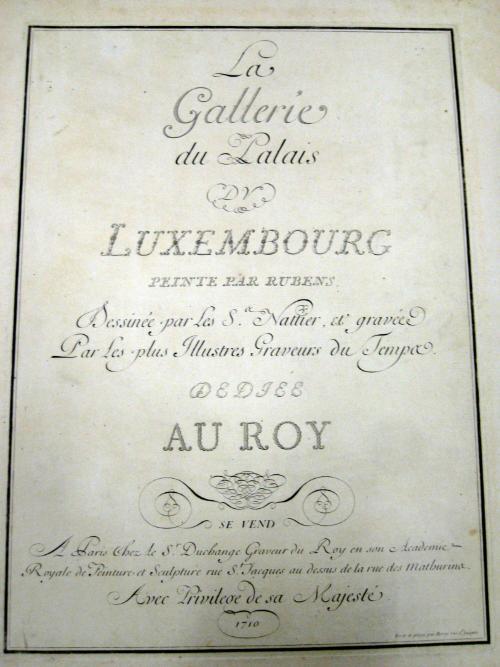 La
Gallerie
du Palais
DV
LUXEMBOURG
PEINTE PAR RUBENS.
Dessinée par Les S.rs Nattier, et gravée
Par Les plus Illustres Graveurs du Temps.
DEDIÉE
AU ROY
SE VEND
A Paris Chez le S.r Duchange Graveur du Roy en son Academie
Royale de Peinture et Sculpture rue S.t Jacques au dessus de la rue des Mathurins.
Avec Privilege de sa Majesté
1710